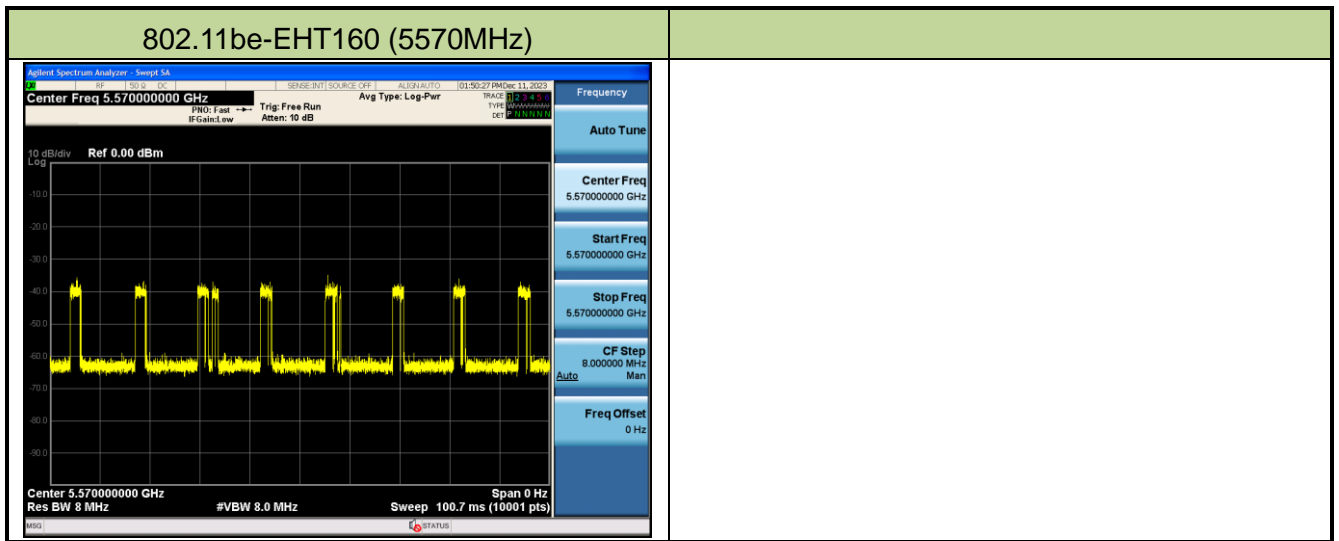 802.11be-EHT160 (5570MHz)
Agilent Spectrum Analyzer - Swept SA
RF 50 Ω DC SENSE:INT SOURCE OFF ALIGN AUTO 01:50:27 PM Dec 11, 2023
Center Freq 5.570000000 GHz
PNO: Fast
IFGain:Low
Trig: Free Run
Atten: 10 dB
Avg Type: Log-Pwr
TRACE 1 2 3 4 5 6
TYPE
DET P N N N N N
Frequency
Auto Tune
10 dB/div Ref 0.00 dBm
Log
-10.0
-20.0
-30.0
-40.0
-50.0
-60.0
-70.0
-80.0
-90.0
Center Freq
5.570000000 GHz
Start Freq
5.570000000 GHz
Stop Freq
5.570000000 GHz
CF Step
8.000000 MHz
Auto Man
Freq Offset
0 Hz
Center 5.570000000 GHz Span 0 Hz
Res BW 8 MHz #VBW 8.0 MHz Sweep 100.7 ms (10001 pts)
MSG STATUS